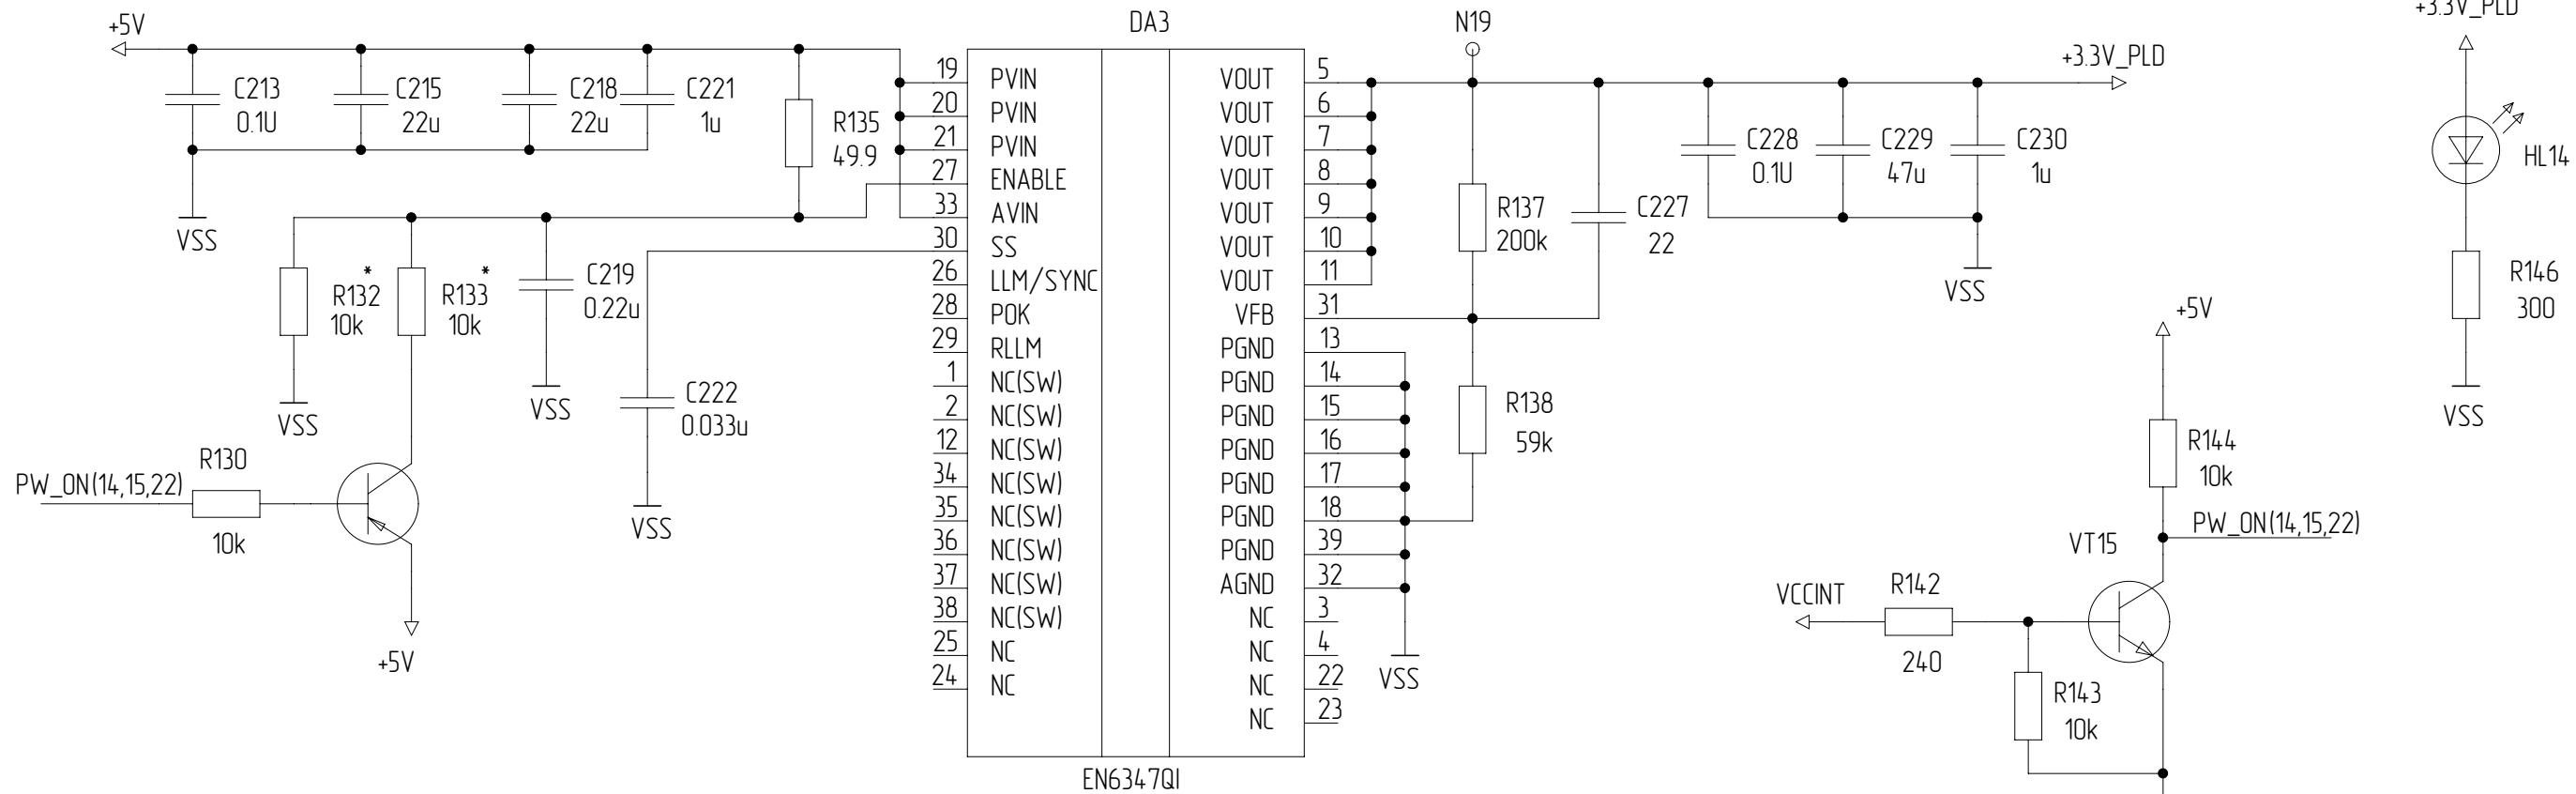 +5V
C213
0.1U
C215
22u
C218
22u
C221
1u
R135
49.9
VSS
*
R132
10k
*
R133
10k
C219
0.22u
VSS
VSS
C222
0.033u
VSS
PW_ON(14,15,22)
R130
10k
+5V
DA3
19 PVIN
20 PVIN
21 PVIN
27 ENABLE
33 AVIN
30 SS
26 LLM/SYNC
28 POK
29 RLLM
1 NC(SW)
2 NC(SW)
12 NC(SW)
34 NC(SW)
35 NC(SW)
36 NC(SW)
37 NC(SW)
38 NC(SW)
25 NC
24 NC
VOUT 5
VOUT 6
VOUT 7
VOUT 8
VOUT 9
VOUT 10
VOUT 11
VFB 31
PGND 13
PGND 14
PGND 15
PGND 16
PGND 17
PGND 18
PGND 39
AGND 32
NC 3
NC 4
NC 22
NC 23
EN6347QI
N19
+3.3V_PLD
R137
200k
C227
22
C228
0.1U
C229
47u
C230
1u
VSS
R138
59k
VSS
+3.3V_PLD
HL14
R146
300
VSS
+5V
R144
10k
PW_ON(14,15,22)
VT15
VCCINT
R142
240
R143
10k